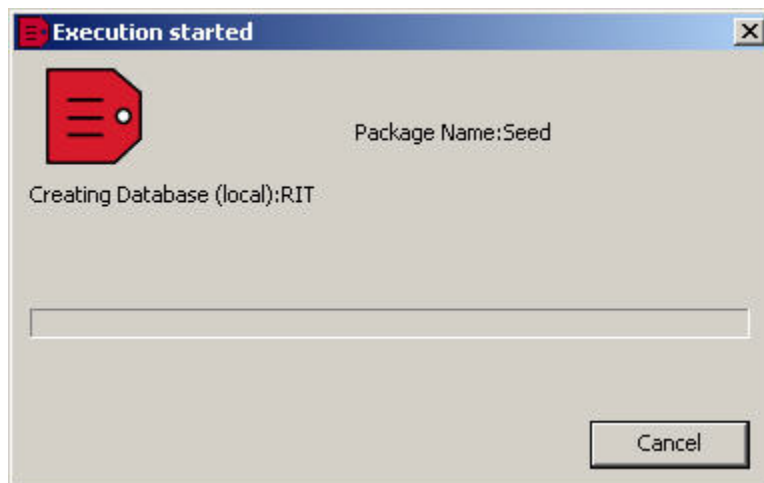 Execution started
Package Name:Seed
Creating Database (local):RIT
Cancel